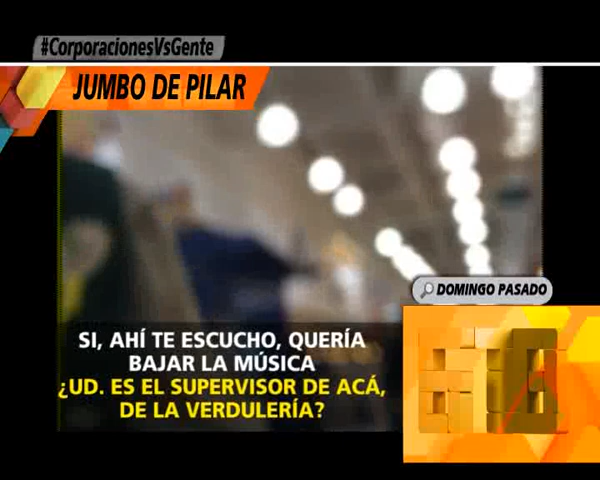 #CorporacionesVsGente
JUMBO DE PILAR
DOMINGO PASADO
SI, AHÍ TE ESCUCHO, QUERÍA
BAJAR LA MÚSICA
¿UD. ES EL SUPERVISOR DE ACÁ,
DE LA VERDULERÍA?